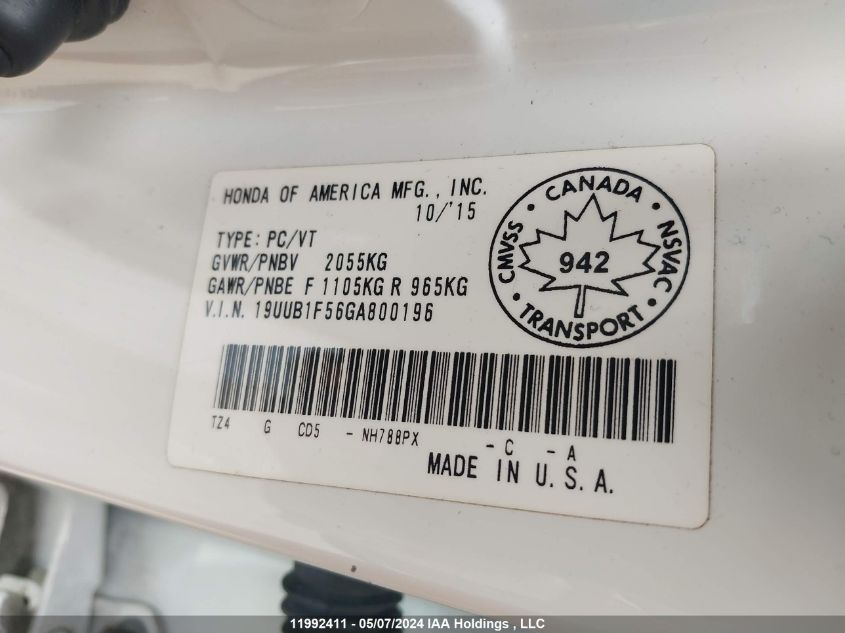 HONDA OF AMERICA MFG., INC.
10/'15
TYPE: PC/VT
GVWR/PNBV 2055KG
GAWR/PNBE F 1105KG R 965KG
V.I.N. 19UUB1F56GA800196
CANADA · NSVAC · TRANSPORT · CMVSS ·
942
TZ4 G CD5 - NH788PX - C - A
MADE IN U.S.A.
11992411 - 05/07/2024 IAA Holdings , LLC